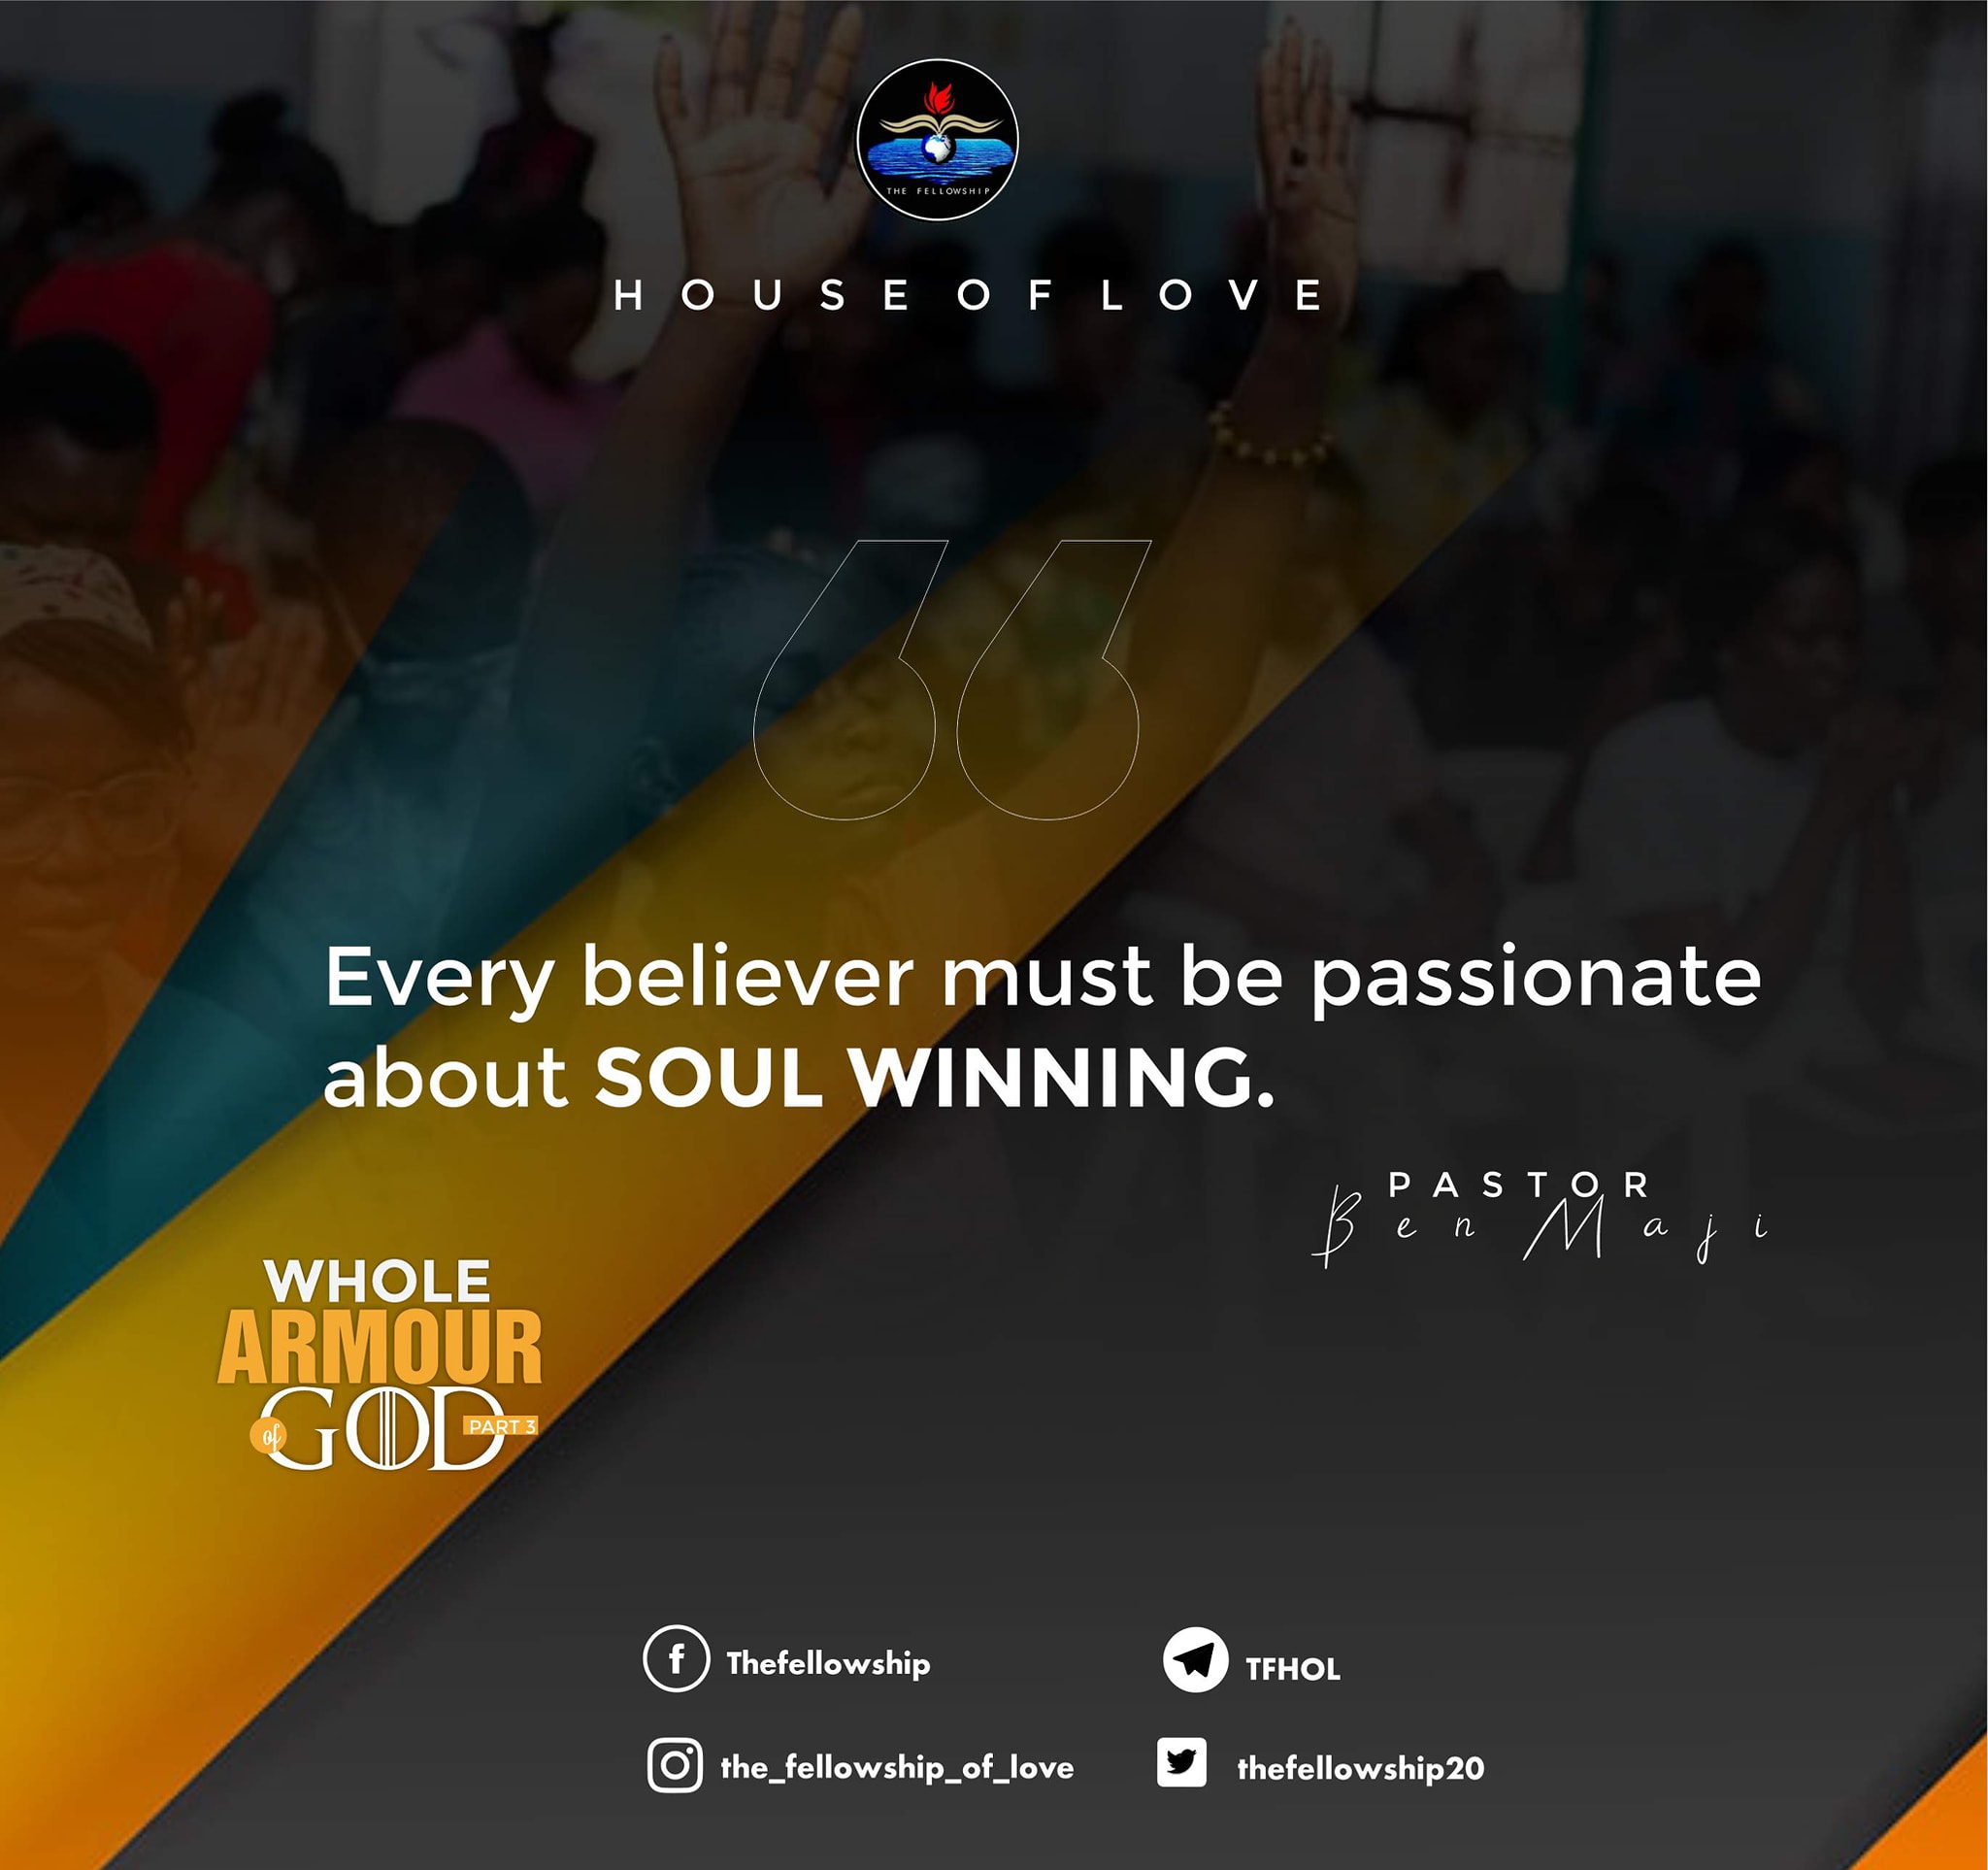 THE FELLOWSHIP
HOUSE OF LOVE
“
Every believer must be passionate
about SOUL WINNING.
PASTOR
Ben Maji
WHOLE
ARMOUR
of GOD PART 3
Thefellowship
TFHOL
the_fellowship_of_love
thefellowship20